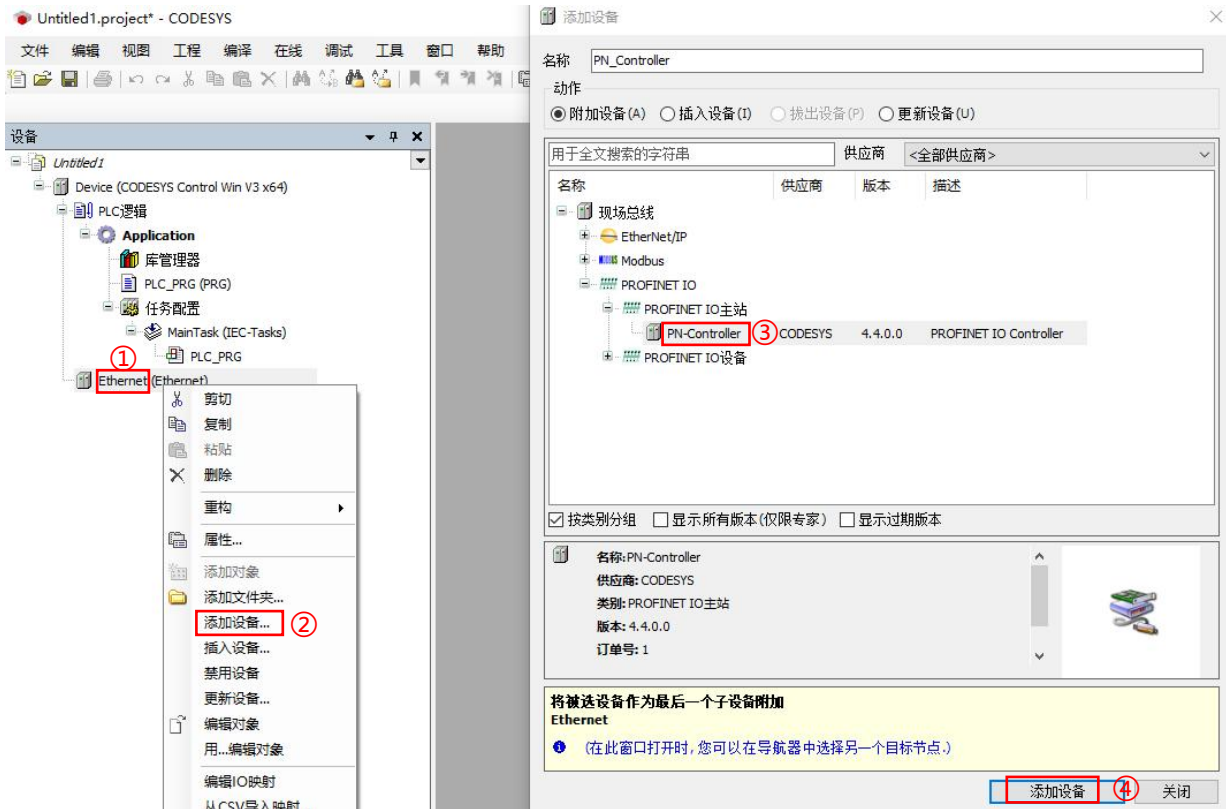 Untitled1.project* - CODESYS
文件 编辑 视图 工程 编译 在线 调试 工具 窗口 帮助
设备
Untitled1
Device (CODESYS Control Win V3 x64)
PLC逻辑
Application
库管理器
PLC_PRG (PRG)
任务配置
MainTask (IEC-Tasks)
PLC_PRG
①
Ethernet (Ethernet)
剪切
复制
粘贴
删除
重构
属性...
添加对象
添加文件夹...
添加设备... ②
插入设备...
禁用设备
更新设备...
编辑对象
用...编辑对象
编辑IO映射
从CSV导入映射
添加设备
名称 PN_Controller
动作
附加设备(A) 插入设备(I) 拔出设备(P) 更新设备(U)
用于全文搜索的字符串 供应商 <全部供应商>
名称 供应商 版本 描述
现场总线
EtherNet/IP
Modbus
PROFINET IO
PROFINET IO主站
PN-Controller ③ CODESYS 4.4.0.0 PROFINET IO Controller
PROFINET IO设备
按类别分组 显示所有版本(仅限专家) 显示过期版本
名称:PN-Controller
供应商: CODESYS
类别: PROFINET IO主站
版本: 4.4.0.0
订单号: 1
将被选设备作为最后一个子设备附加
Ethernet
(在此窗口打开时, 您可以在导航器中选择另一个目标节点.)
添加设备 ④ 关闭